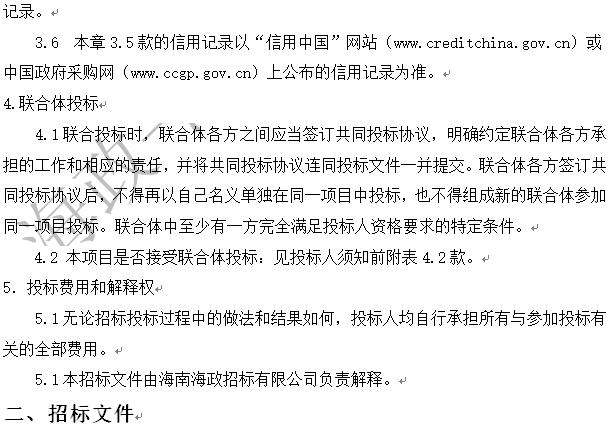 记录。
3.6 本章3.5款的信用记录以“信用中国”网站（www.creditchina.gov.cn）或
中国政府采购网（www.ccgp.gov.cn）上公布的信用记录为准。
4.联合体投标
4.1联合投标时，联合体各方之间应当签订共同投标协议，明确约定联合体各方承
担的工作和相应的责任，并将共同投标协议连同投标文件一并提交。联合体各方签订共
同投标协议后，不得再以自己名义单独在同一项目中投标，也不得组成新的联合体参加
同一项目投标。联合体中至少有一方完全满足投标人资格要求的特定条件。
4.2 本项目是否接受联合体投标：见投标人须知前附表4.2款。
5. 投标费用和解释权
5.1无论招标投标过程中的做法和结果如何，投标人均自行承担所有与参加投标有
关的全部费用。
5.1本招标文件由海南海政招标有限公司负责解释。
二、招标文件
海政